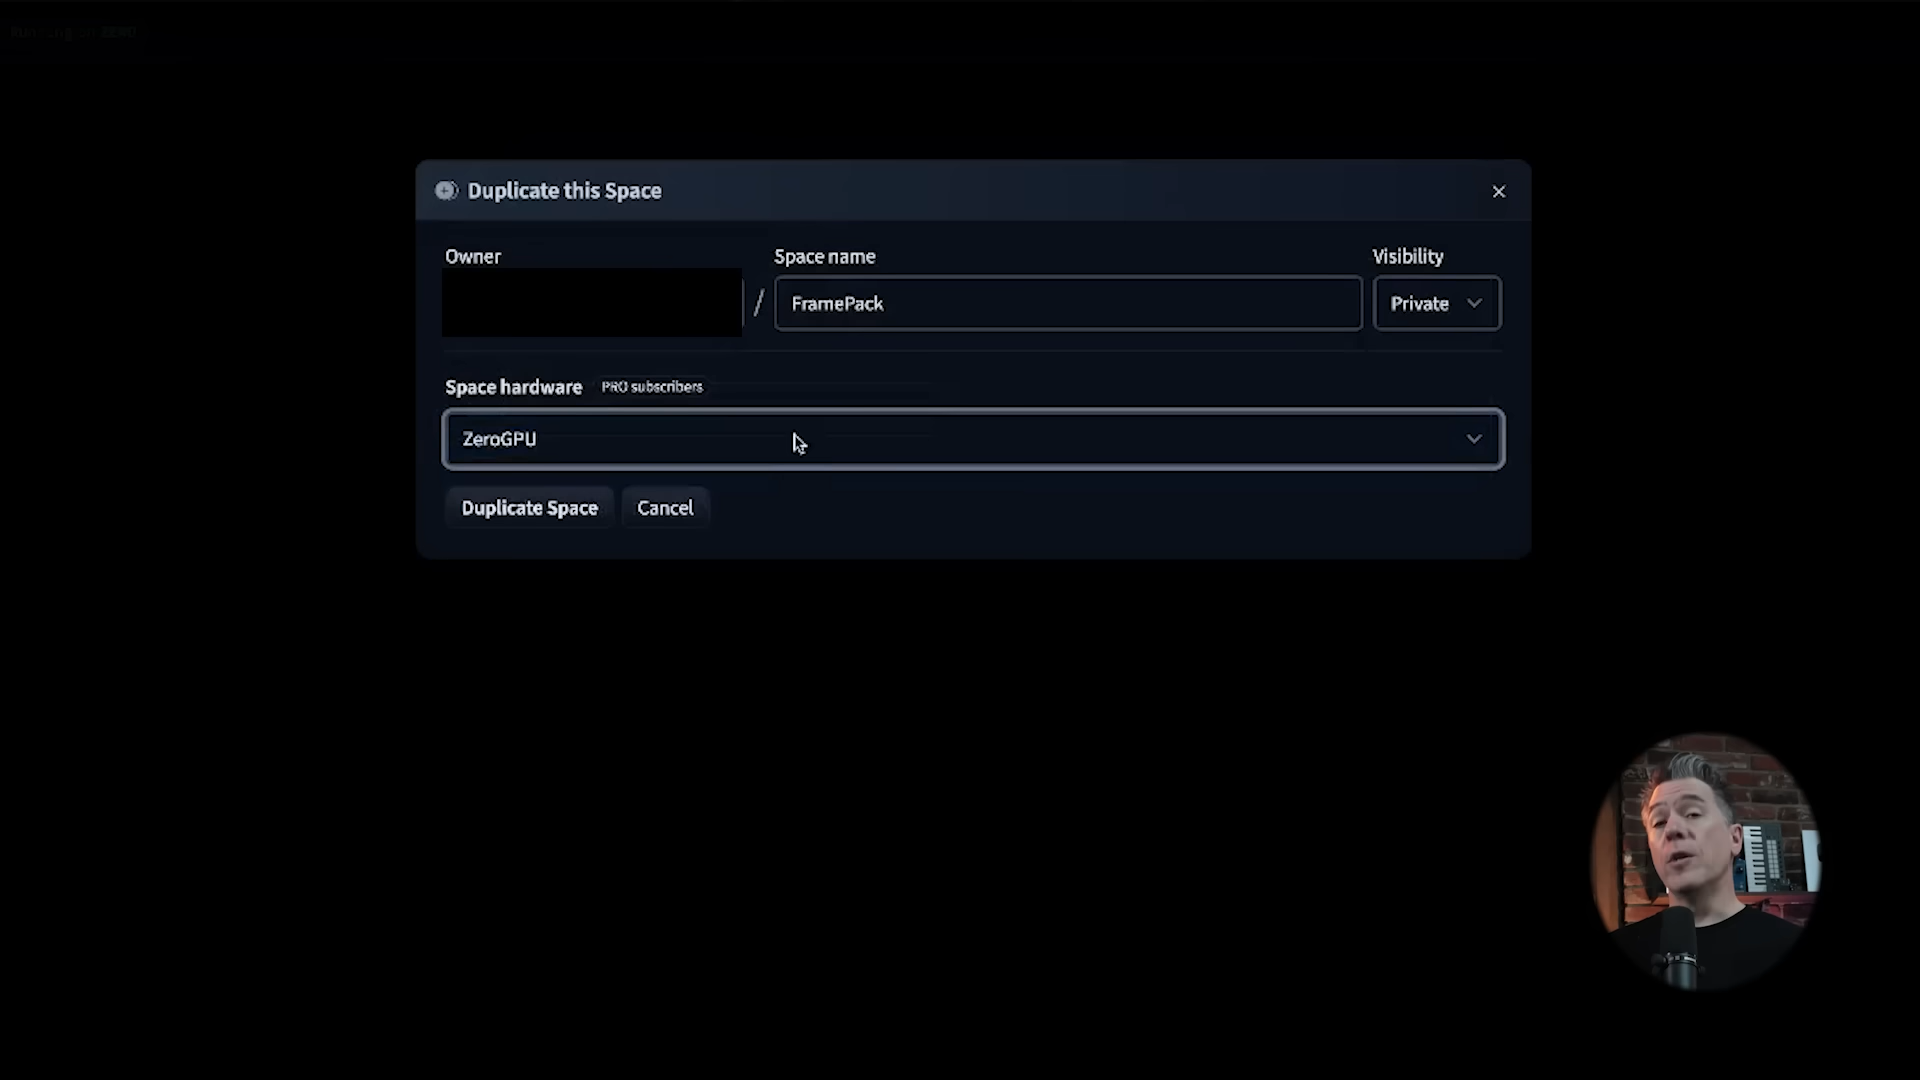 Duplicate this Space
Owner
Space name
Visibility
/
FramePack
Private
Space hardware PRO subscribers
ZeroGPU
Duplicate Space
Cancel